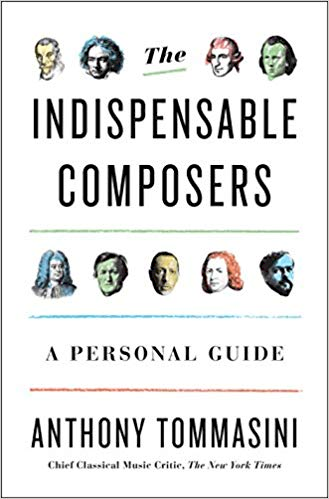 The
INDISPENSABLE
COMPOSERS
A PERSONAL GUIDE
ANTHONY TOMMASINI
Chief Classical Music Critic, The New York Times